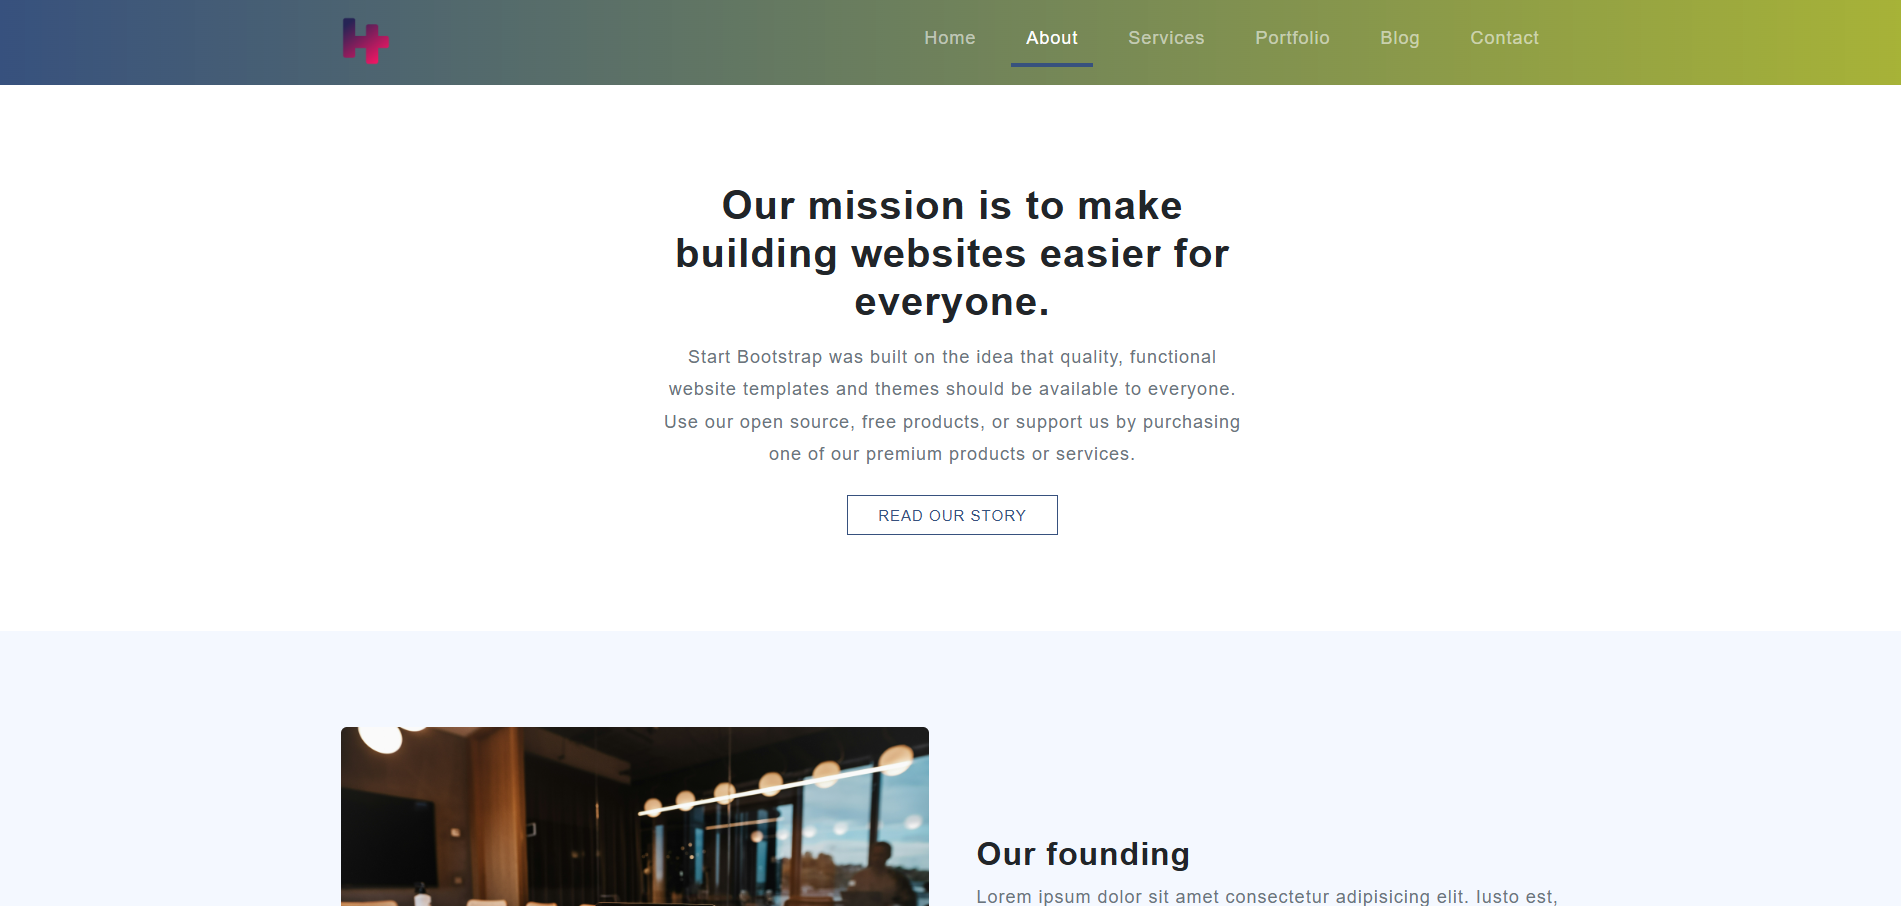 Home About Services Portfolio Blog Contact
Our mission is to make
building websites easier for
everyone.
Start Bootstrap was built on the idea that quality, functional
website templates and themes should be available to everyone.
Use our open source, free products, or support us by purchasing
one of our premium products or services.
READ OUR STORY
Our founding
Lorem ipsum dolor sit amet consectetur adipisicing elit. Iusto est,